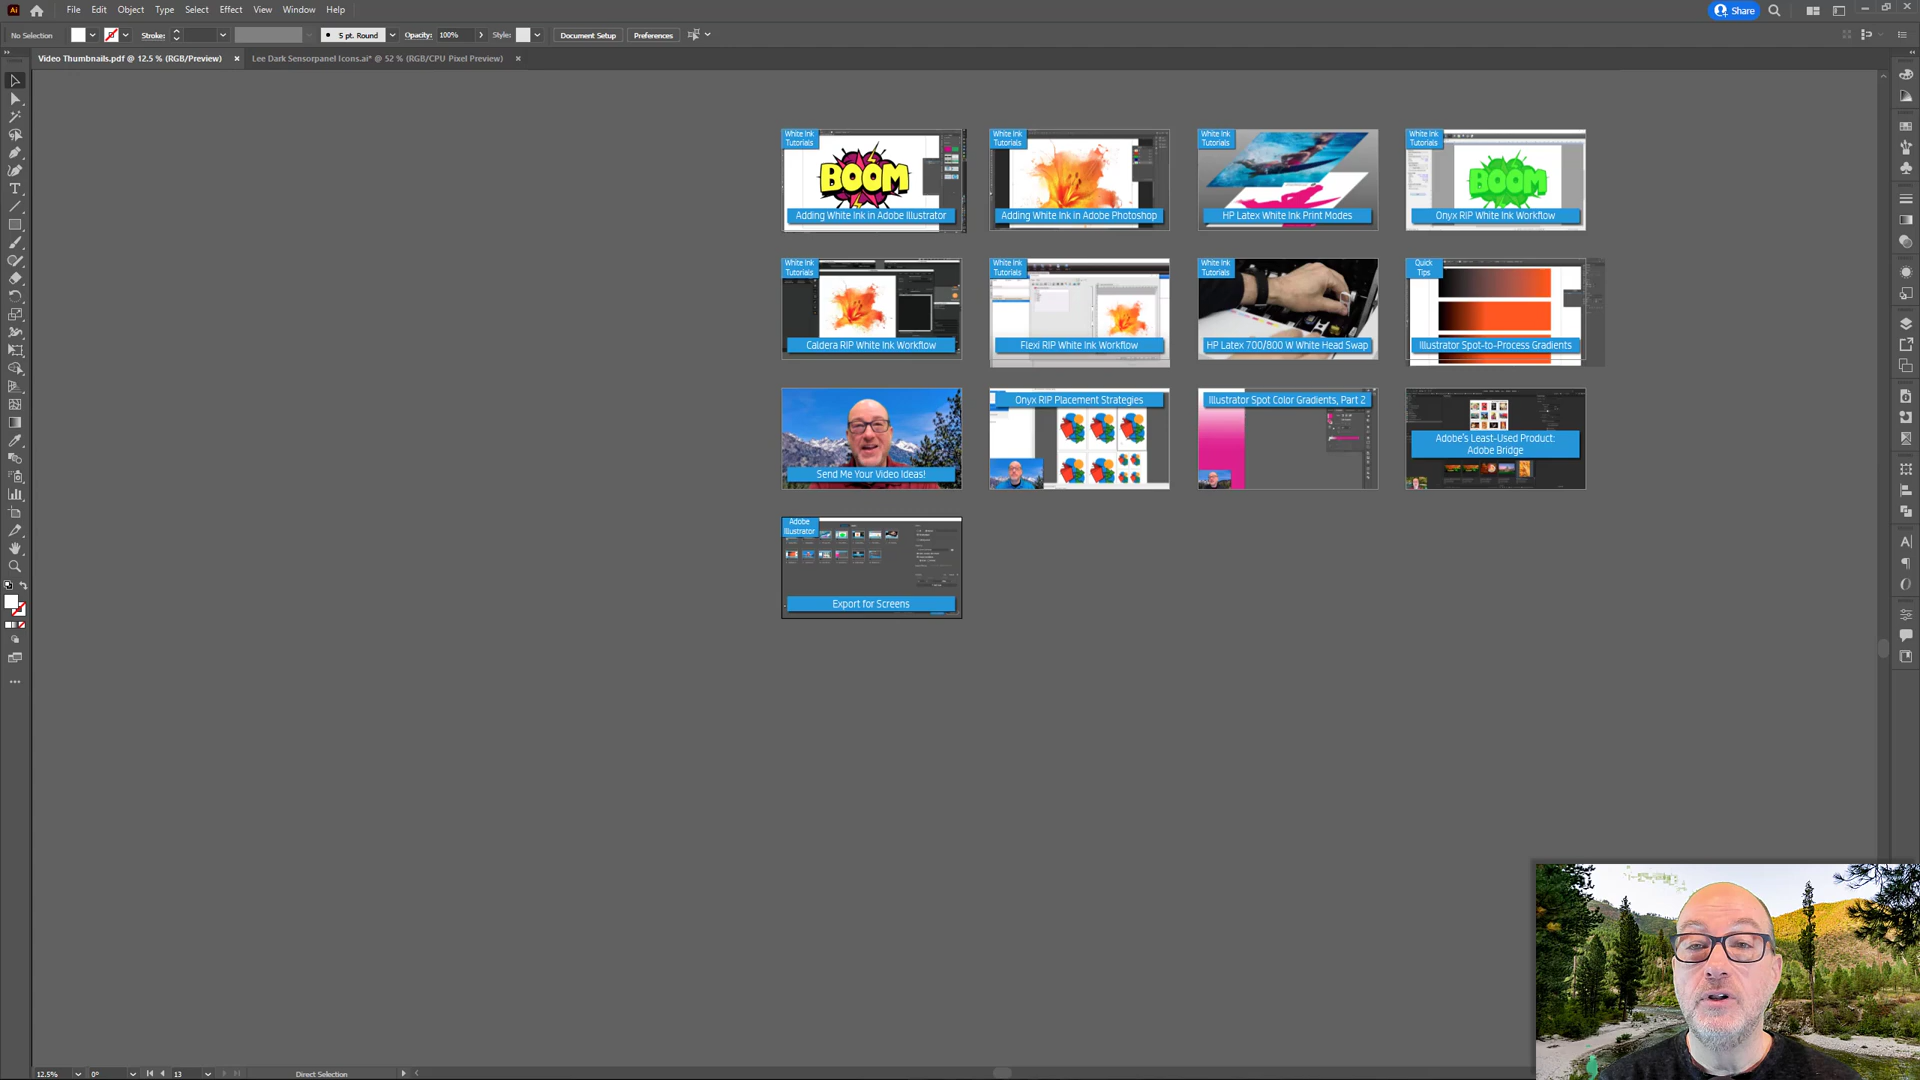 Ai
File Edit Object Type Select Effect View Window Help
Share
No Selection
Stroke:
5 pt. Round
Opacity: 100%
Style:
Document Setup
Preferences
Video Thumbnails.pdf @ 12.5 % (RGB/Preview)
Lee Dark Sensorpanel Icons.ai* @ 52 % (RGB/CPU Pixel Preview)
White Ink
Tutorials
BOOM
Adding White Ink in Adobe Illustrator
White Ink
Tutorials
Adding White Ink in Adobe Photoshop
White Ink
Tutorials
HP Latex White Ink Print Modes
White Ink
Tutorials
BOOM
Onyx RIP White Ink Workflow
White Ink
Tutorials
Caldera RIP White Ink Workflow
White Ink
Tutorials
Flexi RIP White Ink Workflow
White Ink
Tutorials
HP Latex 700/800 W White Head Swap
Quick
Tips
Illustrator Spot-to-Process Gradients
Send Me Your Video Ideas!
Onyx RIP Placement Strategies
Illustrator Spot Color Gradients, Part 2
Adobe's Least-Used Product:
Adobe Bridge
Adobe
Illustrator
Export for Screens
12.5%
0°
13
Direct Selection